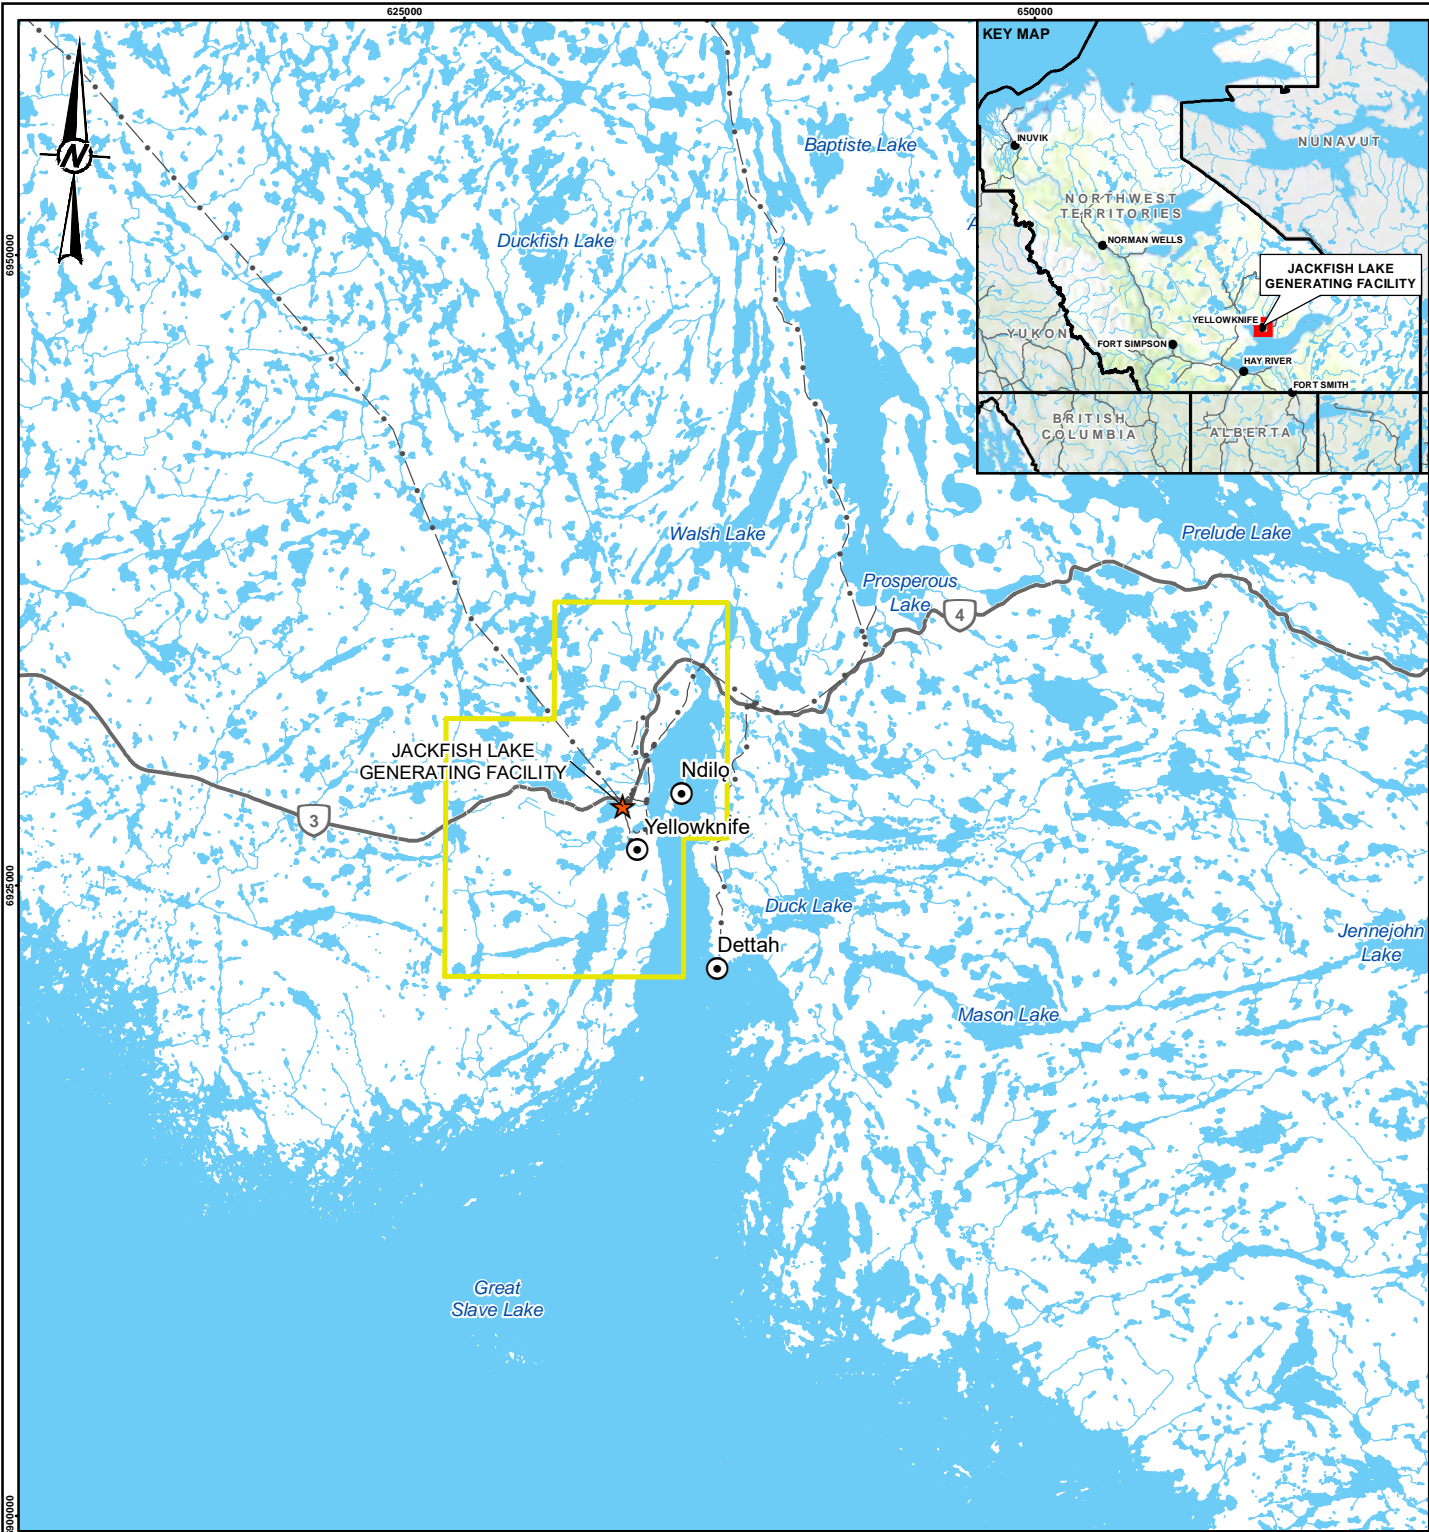 625000
650000
KEY MAP
INUVIK
NUNAVUT
NORTHWEST
TERRITORIES
NORMAN WELLS
JACKFISH LAKE
GENERATING FACILITY
YELLOWKNIFE
YUKON
FORT SIMPSON
HAY RIVER
FORT SMITH
BRITISH
COLUMBIA
ALBERTA
N
Baptiste Lake
Duckfish Lake
A
6950000
Walsh Lake
Prelude Lake
Prosperous
Lake
4
JACKFISH LAKE
GENERATING FACILITY
Ndilo
3
Yellowknife
6925000
Duck Lake
Dettah
Jennejohn
Lake
Mason Lake
Great
Slave Lake